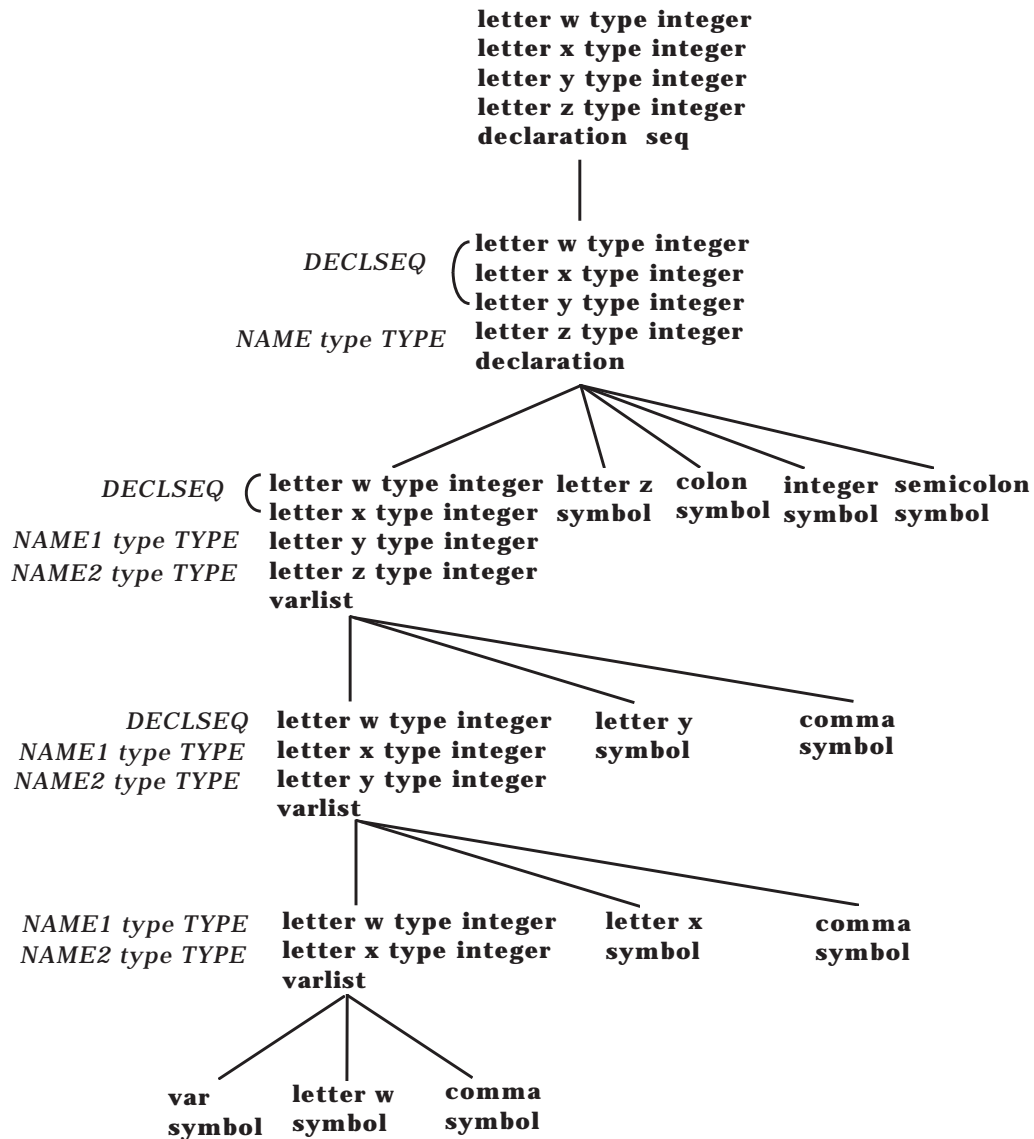 letter w type integer
letter x type integer
letter y type integer
letter z type integer
declaration seq
DECLSEQ
letter w type integer
letter x type integer
letter y type integer
NAME type TYPE
letter z type integer
declaration
DECLSEQ
letter w type integer
letter x type integer
NAME1 type TYPE
letter y type integer
NAME2 type TYPE
letter z type integer
varlist
letter z
symbol
colon
symbol
integer
symbol
semicolon
symbol
DECLSEQ
letter w type integer
NAME1 type TYPE
letter x type integer
NAME2 type TYPE
letter y type integer
varlist
letter y
symbol
comma
symbol
NAME1 type TYPE
letter w type integer
NAME2 type TYPE
letter x type integer
varlist
letter x
symbol
comma
symbol
var
symbol
letter w
symbol
comma
symbol